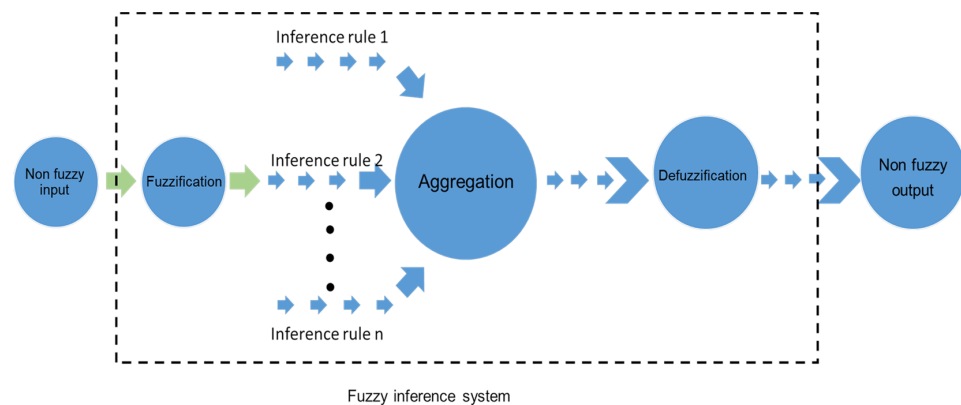 Inference rule 1
Non fuzzy
input
Fuzzification
Inference rule 2
Aggregation
Defuzzification
Non fuzzy
output
Inference rule n
Fuzzy inference system